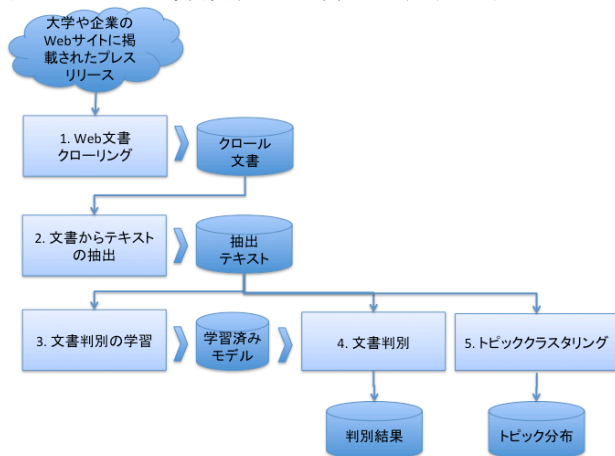 大学や企業の
Webサイトに掲
載されたプレス
リリース
1. Web文書
クローリング
クロール
文書
2. 文書からテキスト
の抽出
抽出
テキスト
3. 文書判別の学習
学習済み
モデル
4. 文書判別
5. トピッククラスタリング
判別結果
トピック分布